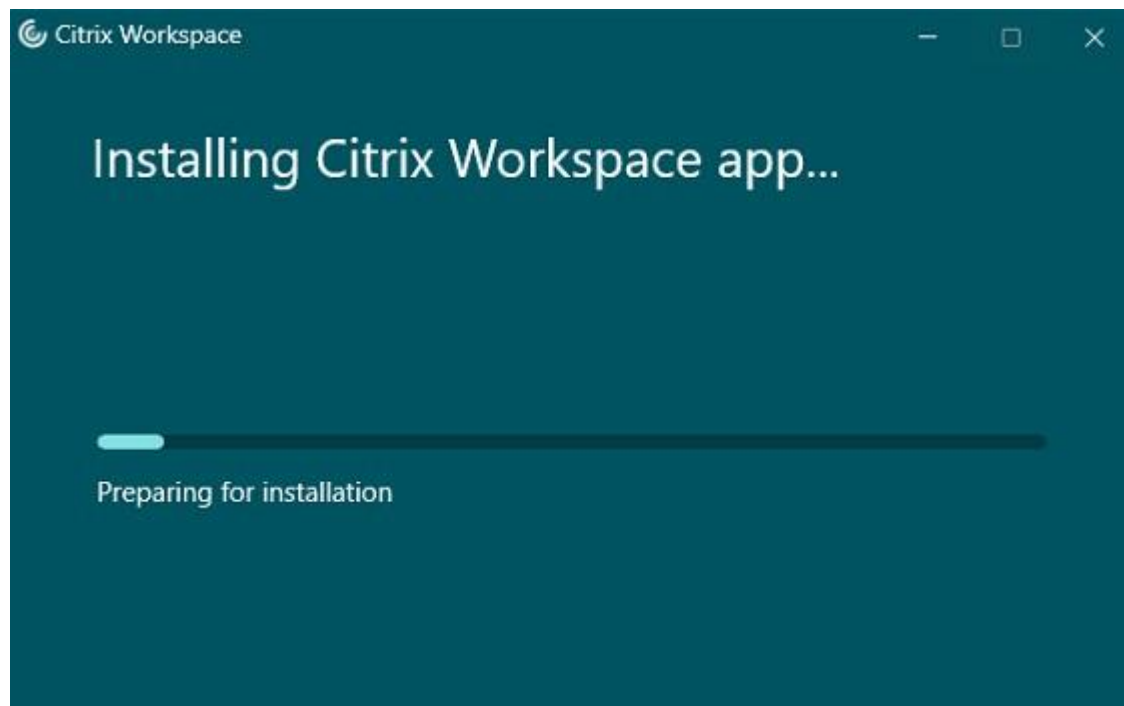 Citrix Workspace
Installing Citrix Workspace app...
Preparing for installation